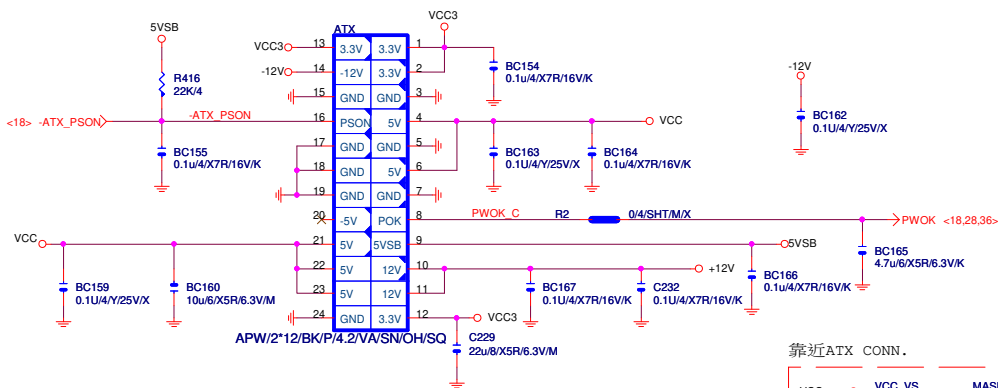 ATX
VCC3
5VSB
VCC3
13
3.3V
3.3V
1
-12V
14
-12V
3.3V
2
BC154
0.1u/4/X7R/16V/K
-12V
R416
22K/4
15
GND
GND
3
<18>
-ATX_PSON
-ATX_PSON
16
PSON
5V
4
VCC
BC162
0.1U/4/Y/25V/X
BC155
0.1u/4/X7R/16V/K
17
GND
GND
5
BC163
0.1U/4/Y/25V/X
BC164
0.1u/4/X7R/16V/K
18
GND
5V
6
19
GND
GND
7
20
-5V
POK
8
PWOK_C
R2
0/4/SHT/M/X
PWOK
<18,28,36>
VCC
21
5V
5VSB
9
5VSB
BC165
4.7u/6/X5R/6.3V/K
22
5V
12V
10
+12V
BC159
0.1U/4/Y/25V/X
BC160
10u/6/X5R/6.3V/M
23
5V
12V
11
BC167
0.1u/4/X7R/16V/K
C232
0.1u/4/X7R/16V/K
BC166
0.1u/4/X7R/16V/K
24
GND
3.3V
12
VCC3
APW/2*12/BK/P/4.2/VA/SN/OH/SQ
C229
22u/8/X5R/6.3V/M
靠近ATX CONN.
VCC VS